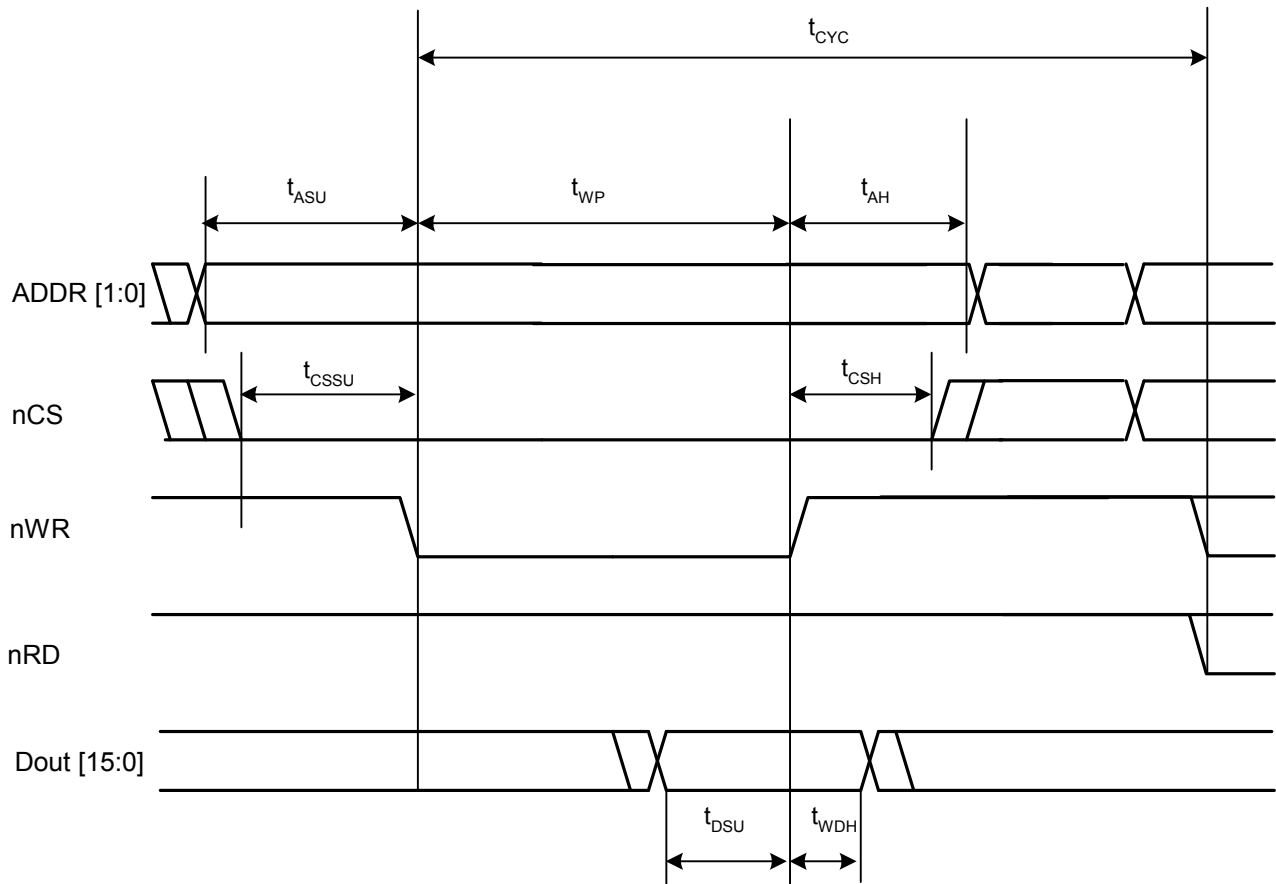 tCYC
tASU
tWP
tAH
ADDR [1:0]
tCSSU
tCSH
nCS
nWR
nRD
Dout [15:0]
tDSU
tWDH